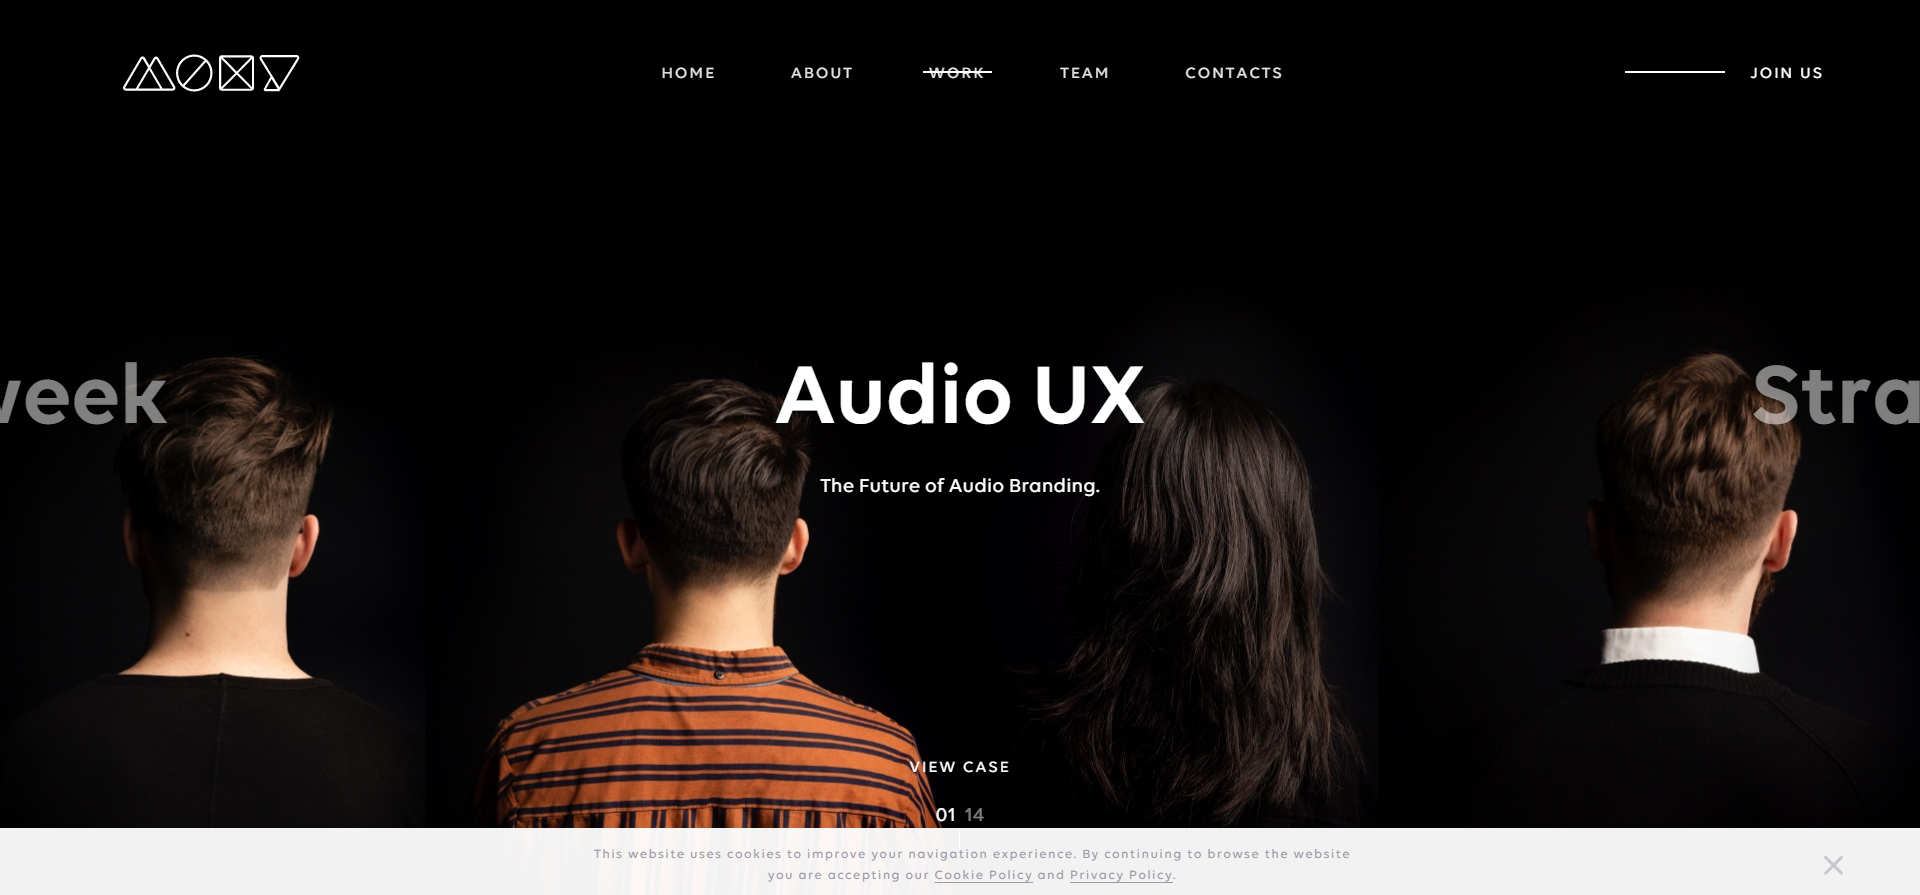 MOXY
HOME ABOUT WORK TEAM CONTACTS JOIN US
week Audio UX Stra
The Future of Audio Branding.
VIEW CASE
01 14
This website uses cookies to improve your navigation experience. By continuing to browse the website
you are accepting our Cookie Policy and Privacy Policy.